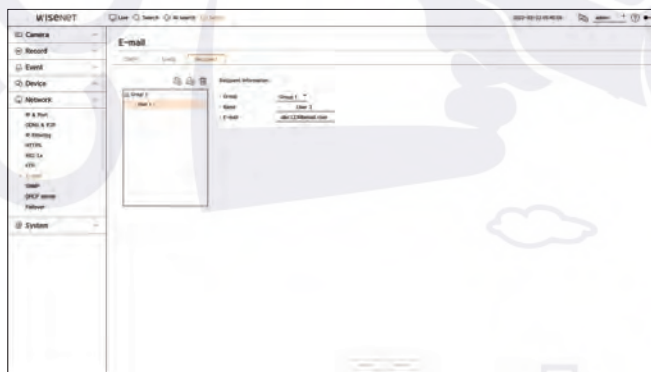 WISENET
Live Search AI search
admin
Camera
Record
Event
Device
Network
IP & Port
DDNS & P2P
IP Filtering
HTTPS
802.1x
E-mail
SNMP
DHCP server
Failover
System
E-mail
Event
Recipient
Group 1
User 1
Recipient Information
Group
Group 1
Name
User 1
E-mail